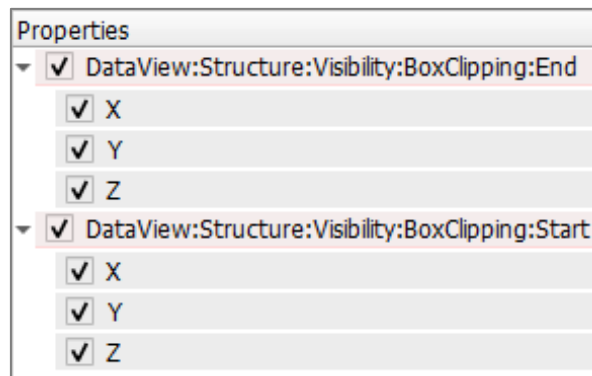 Properties
DataView:Structure:Visibility:BoxClipping:End
X
Y
Z
DataView:Structure:Visibility:BoxClipping:Start
X
Y
Z